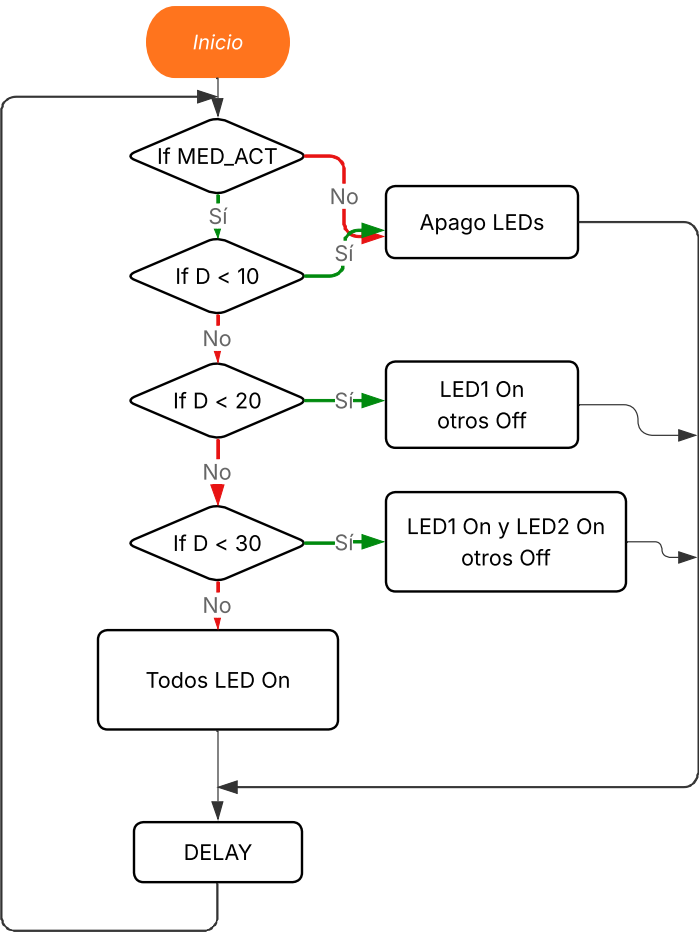 Inicio
If MED_ACT
No
Sí
Apago LEDs
If D < 10
Sí
No
If D < 20
Sí
LED1 On
otros Off
No
If D < 30
Sí
LED1 On y LED2 On
otros Off
No
Todos LED On
DELAY